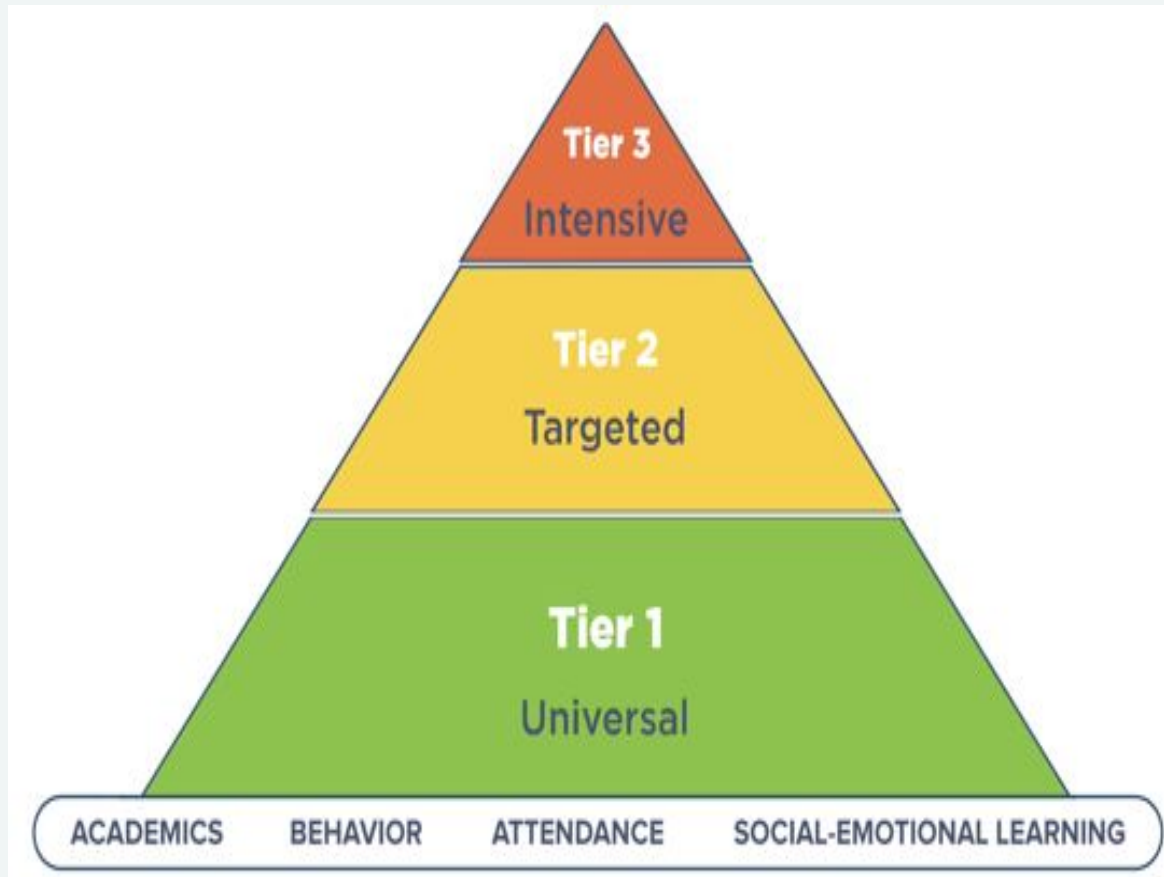 Tier 3
Intensive
Tier 2
Targeted
Tier 1
Universal
ACADEMICS BEHAVIOR ATTENDANCE SOCIAL-EMOTIONAL LEARNING